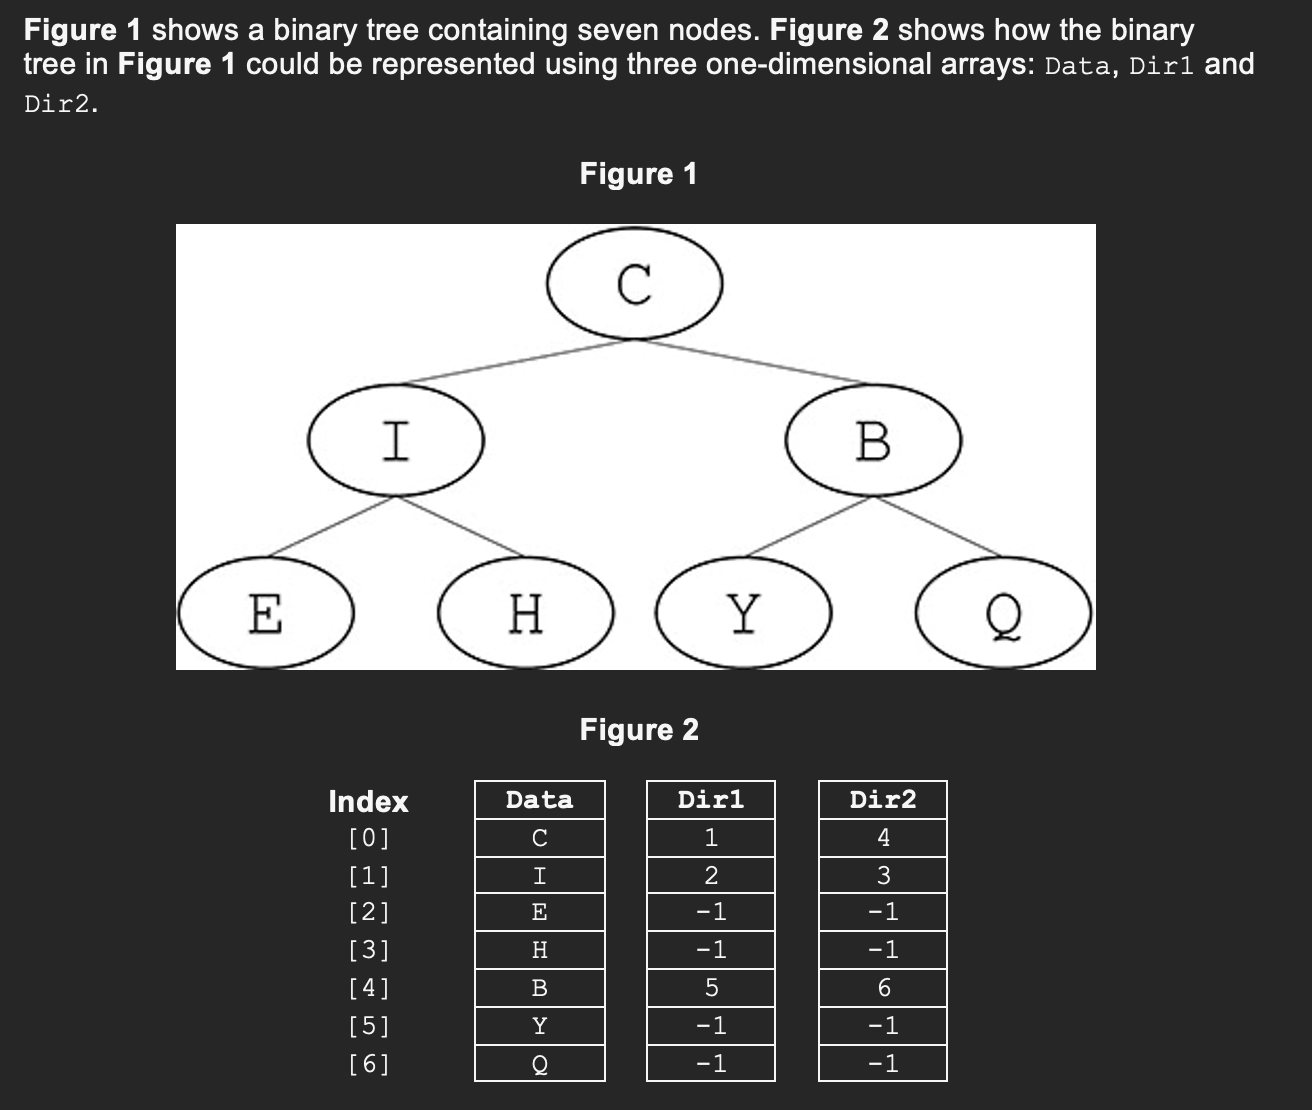 Figure 1 shows a binary tree containing seven nodes. Figure 2 shows how the binary
tree in Figure 1 could be represented using three one-dimensional arrays: Data, Dir1 and
Dir2.
Figure 1
C
I B
E H Y Q
Figure 2
Index Data Dir1 Dir2
[0] C 1 4
[1] I 2 3
[2] E -1 -1
[3] H -1 -1
[4] B 5 6
[5] Y -1 -1
[6] Q -1 -1